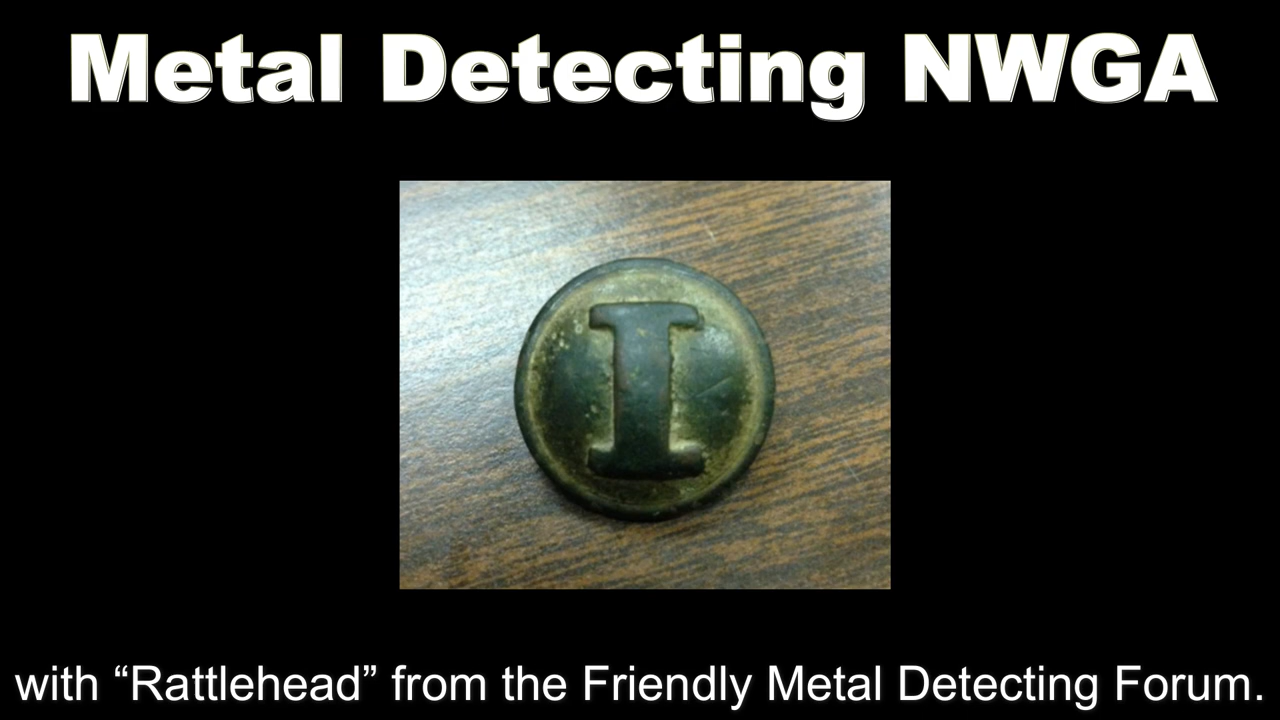 Metal Detecting NWGA
I
with “Rattlehead” from the Friendly Metal Detecting Forum.